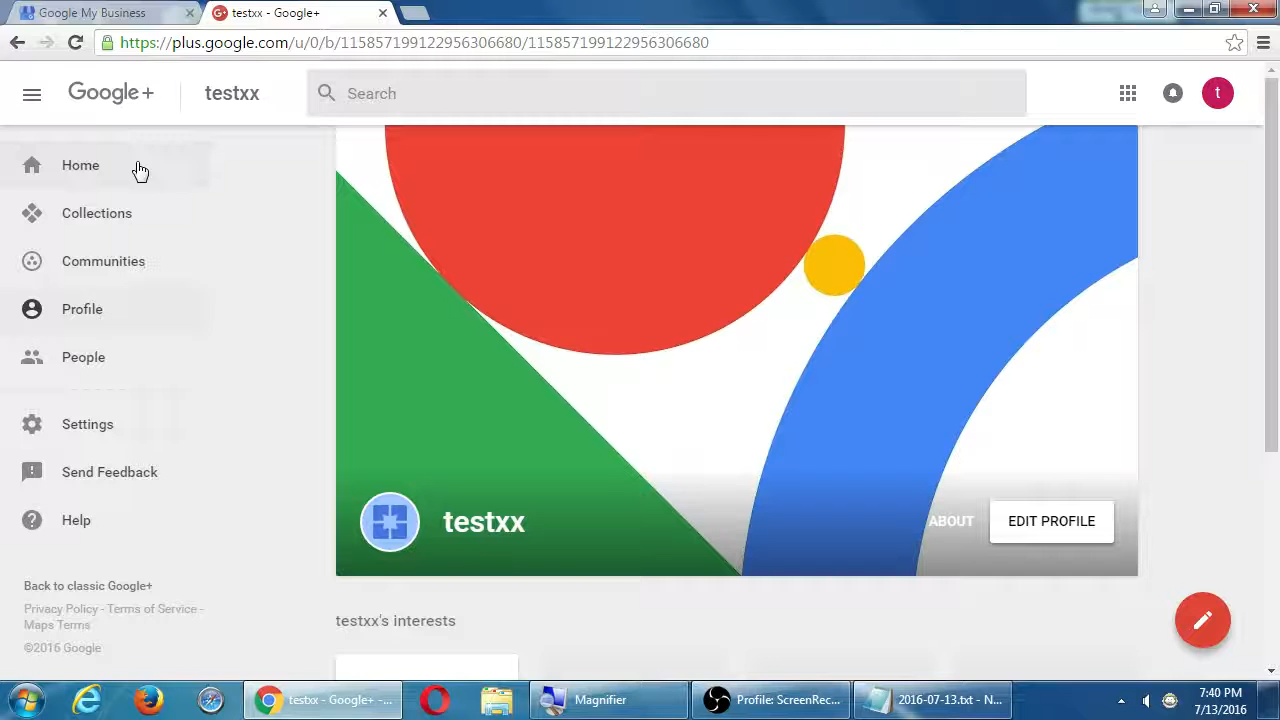 Google My Business
testxx - Google+
https://plus.google.com/u/0/b/115857199122956306680/115857199122956306680
Google+
testxx
Search
t
Home
Collections
Communities
Profile
People
Settings
Send Feedback
Help
Back to classic Google+
Privacy Policy - Terms of Service -
Maps Terms
©2016 Google
testxx
ABOUT
EDIT PROFILE
testxx's interests
testxx - Google+ -...
Magnifier
Profile: ScreenRec...
2016-07-13.txt - N...
7:40 PM
7/13/2016